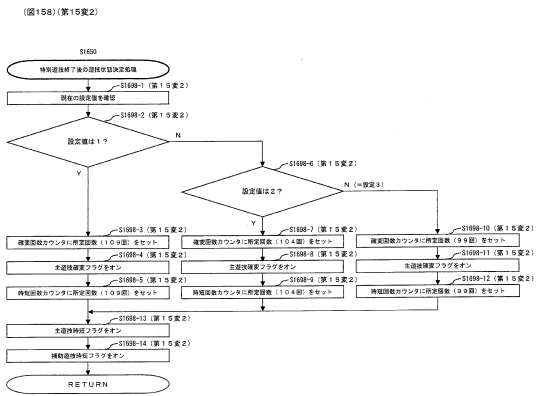 (図158)(第15変2)
S1650
特別遊技終了後の遊技状態決定処理
S1698-1(第15変2)
現在の設定値を確認
S1698-2(第15変2)
設定値は1?
N
Y
S1698-6(第15変2)
設定値は2?
N(=設定3)
Y
S1698-3(第15変2)
確変回数カウンタに所定回数(109回)をセット
S1698-4(第15変2)
主遊技確変フラグをオン
S1698-5(第15変2)
時短回数カウンタに所定回数(109回)をセット
S1698-7(第15変2)
確変回数カウンタに所定回数(104回)をセット
S1698-8(第15変2)
主遊技確変フラグをオン
S1698-9(第15変2)
時短回数カウンタに所定回数(104回)をセット
S1698-10(第15変2)
確変回数カウンタに所定回数(99回)をセット
S1698-11(第15変2)
主遊技確変フラグをオン
S1698-12(第15変2)
時短回数カウンタに所定回数(99回)をセット
S1698-13(第15変2)
主遊技時短フラグをオン
S1698-14(第15変2)
補助遊技時短フラグをオン
RETURN